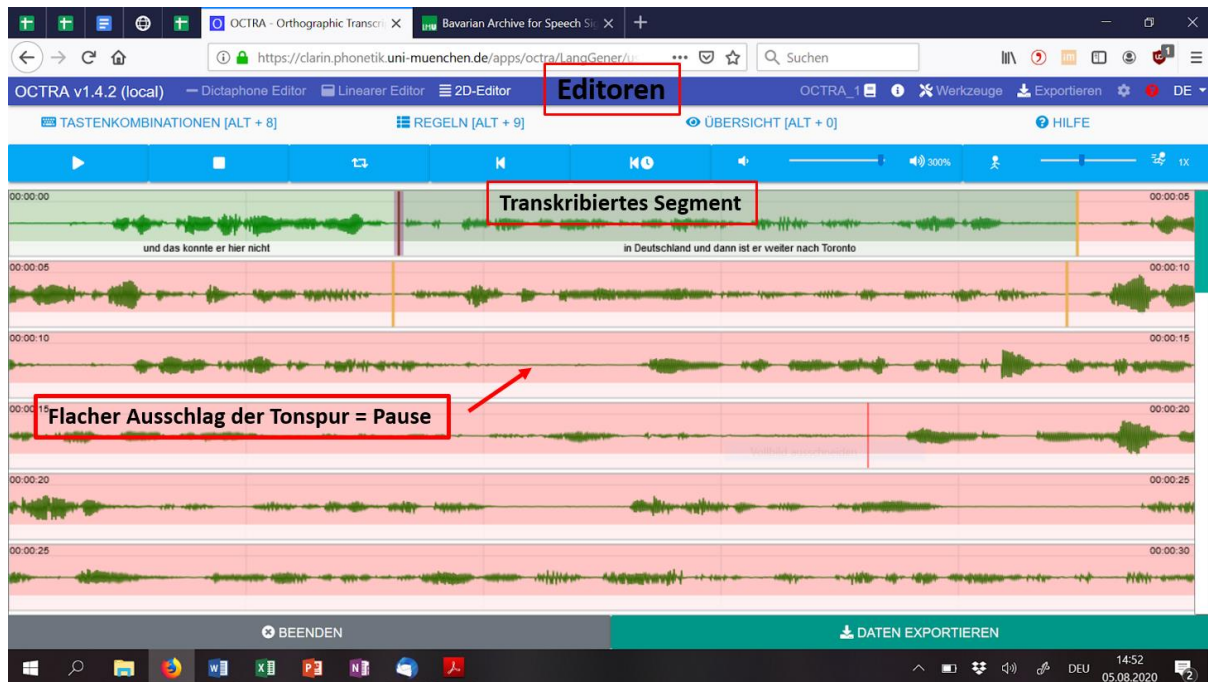 OCTRA - Orthographic Transcri
Bavarian Archive for Speech Sig
https://clarin.phonetik.uni-muenchen.de/apps/octra/LangGener/u
Suchen
OCTRA v1.4.2 (local) Dictaphone Editor Linearer Editor 2D-Editor Editoren OCTRA_1 Werkzeuge Exportieren DE
TASTENKOMBINATIONEN [ALT + 8] REGELN [ALT + 9] ÜBERSICHT [ALT + 0] HILFE
300% 1X
00:00:00 Transkribiertes Segment 00:00:05
und das konnte er hier nicht in Deutschland und dann ist er weiter nach Toronto
00:00:05 00:00:10
00:00:10 00:00:15
00:00:15 00:00:20
Flacher Ausschlag der Tonspur = Pause
00:00:20 00:00:25
00:00:25 00:00:30
BEENDEN DATEN EXPORTIEREN
DEU 14:52
05.08.2020 2